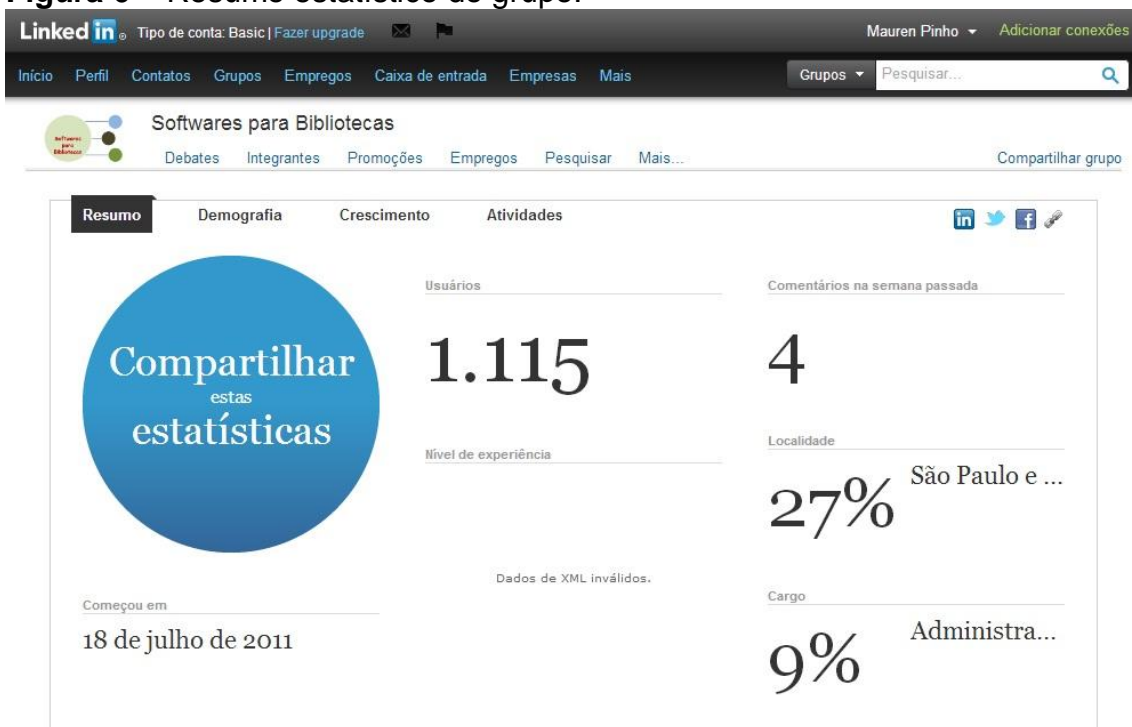 Figura 6 – Resumo estatístico do grupo.
Linked in ® Tipo de conta: Basic | Fazer upgrade Mauren Pinho Adicionar conexões
Início Perfil Contatos Grupos Empregos Caixa de entrada Empresas Mais Grupos Pesquisar...
Softwares para Bibliotecas
Softwares
para
Bibliotecas
Debates Integrantes Promoções Empregos Pesquisar Mais... Compartilhar grupo
Resumo Demografia Crescimento Atividades in f
Compartilhar
estas
estatísticas
Começou em
18 de julho de 2011
Usuários
1.115
Nível de experiência
Dados de XML inválidos.
Comentários na semana passada
4
Localidade
27% São Paulo e ...
Cargo
9% Administra...